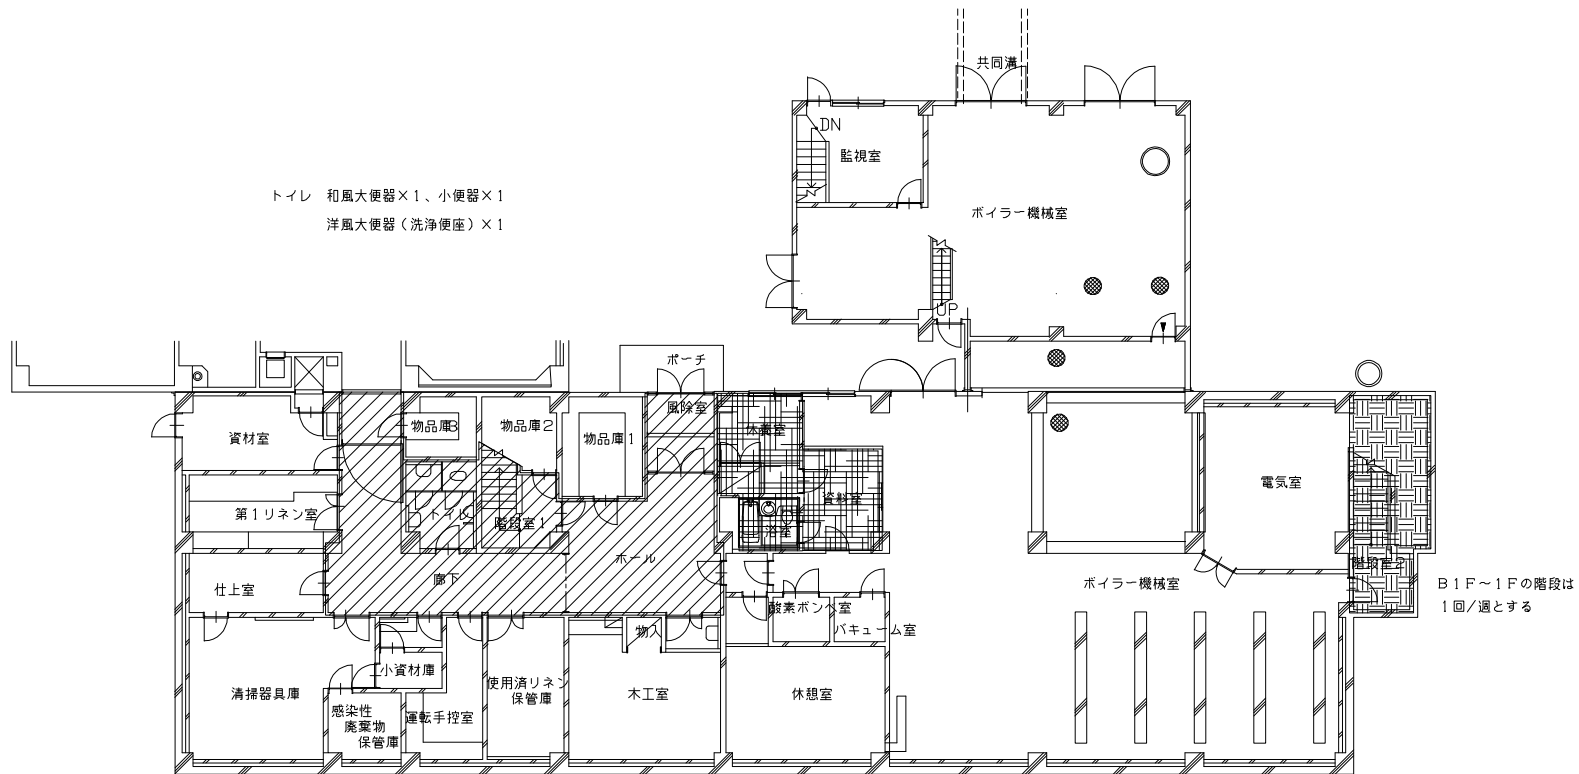 共同溝
DN
監視室
トイレ 和風大便器×1、小便器×1
洋風大便器(洗浄便座)×1
ボイラー機械室
UP
ポーチ
風除室
物品庫3
物品庫2
物品庫1
休養室
資材室
電気室
資料室
第1リネン室
トイレ
階段室1
浴室
ホール
階段室2
廊下
仕上室
ボイラー機械室
B1F~1Fの階段は
1回/週とする
酸素ボンベ室
物入
バキューム室
小資材庫
清掃器具庫
使用済リネン
保管庫
木工室
休憩室
感染性
廃棄物
保管庫
運転手控室